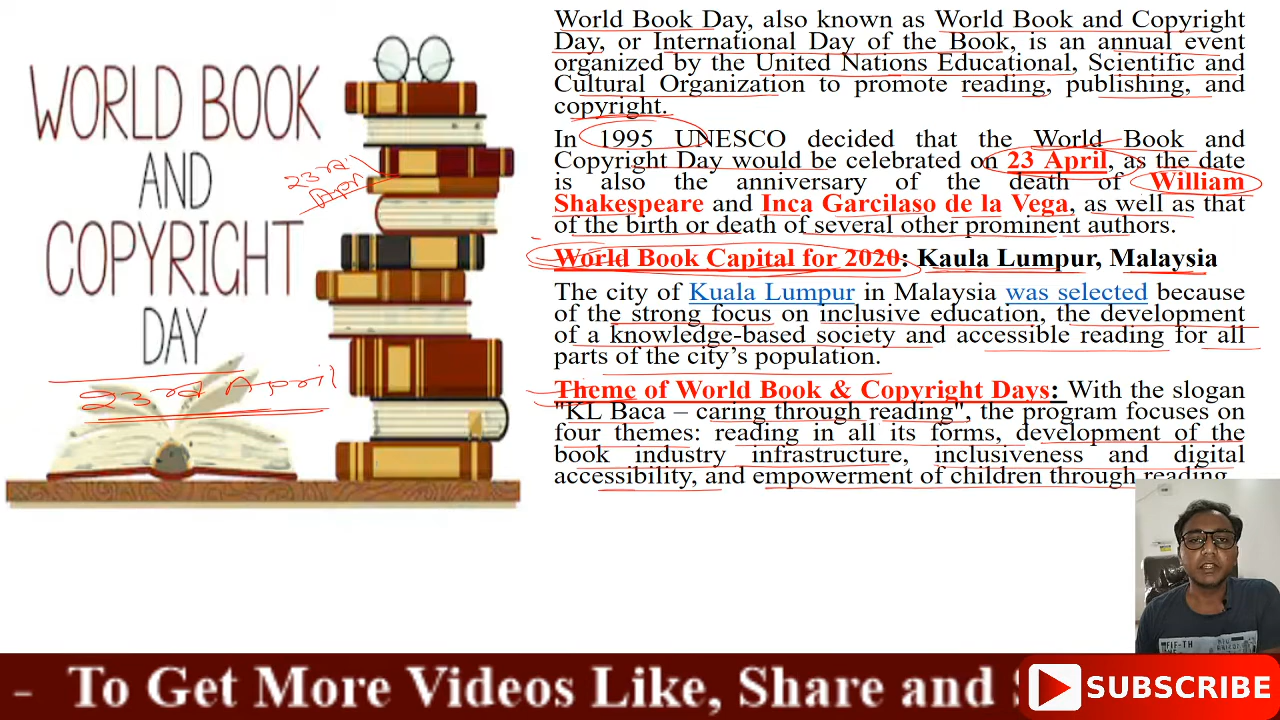 WORLD BOOK
AND
COPYRIGHT
DAY
23 rd April
23 rd April
World Book Day, also known as World Book and Copyright
Day, or International Day of the Book, is an annual event
organized by the United Nations Educational, Scientific and
Cultural Organization to promote reading, publishing, and
copyright.
In 1995 UNESCO decided that the World Book and
Copyright Day would be celebrated on 23 April, as the date
is also the anniversary of the death of William
Shakespeare and Inca Garcilaso de la Vega, as well as that
of the birth or death of several other prominent authors.
World Book Capital for 2020: Kaula Lumpur, Malaysia
The city of Kuala Lumpur in Malaysia was selected because
of the strong focus on inclusive education, the development
of a knowledge-based society and accessible reading for all
parts of the city's population.
Theme of World Book & Copyright Days: With the slogan
"KL Baca – caring through reading", the program focuses on
four themes: reading in all its forms, development of the
book industry infrastructure, inclusiveness and digital
accessibility, and empowerment of children through reading.
FIF-TH
- To Get More Videos Like, Share and S
SUBSCRIBE